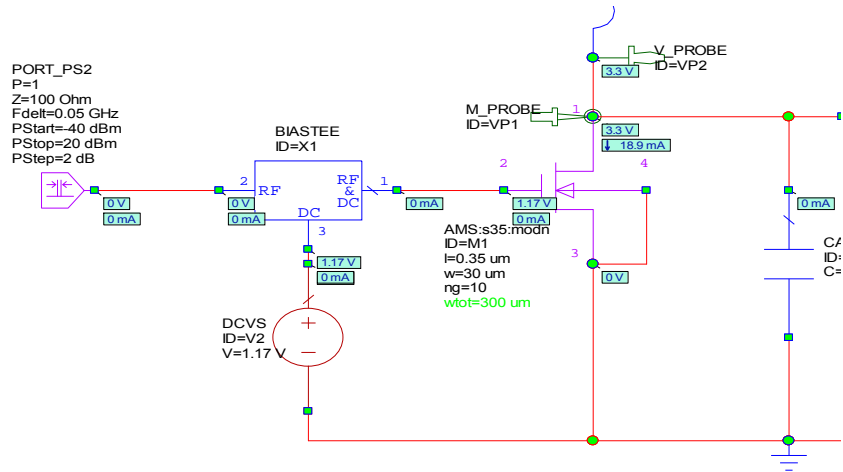 PORT_PS2
P=1
Z=100 Ohm
Fdelt=0.05 GHz
PStart=-40 dBm
PStop=20 dBm
PStep=2 dB
0 V
0 mA
BIASTEE
ID=X1
2
RF
RF
&
DC
1
DC
3
0 V
0 mA
0 mA
1.17 V
0 mA
DCVS
ID=V2
V=1.17 V
V_PROBE
ID=VP2
3.3 V
M_PROBE
ID=VP1
1
3.3 V
18.9 mA
2
4
1.17 V
0 mA
AMS:s35:modn
ID=M1
l=0.35 um
w=30 um
ng=10
wtot=300 um
3
0 V
0 mA
CA
ID=
C=